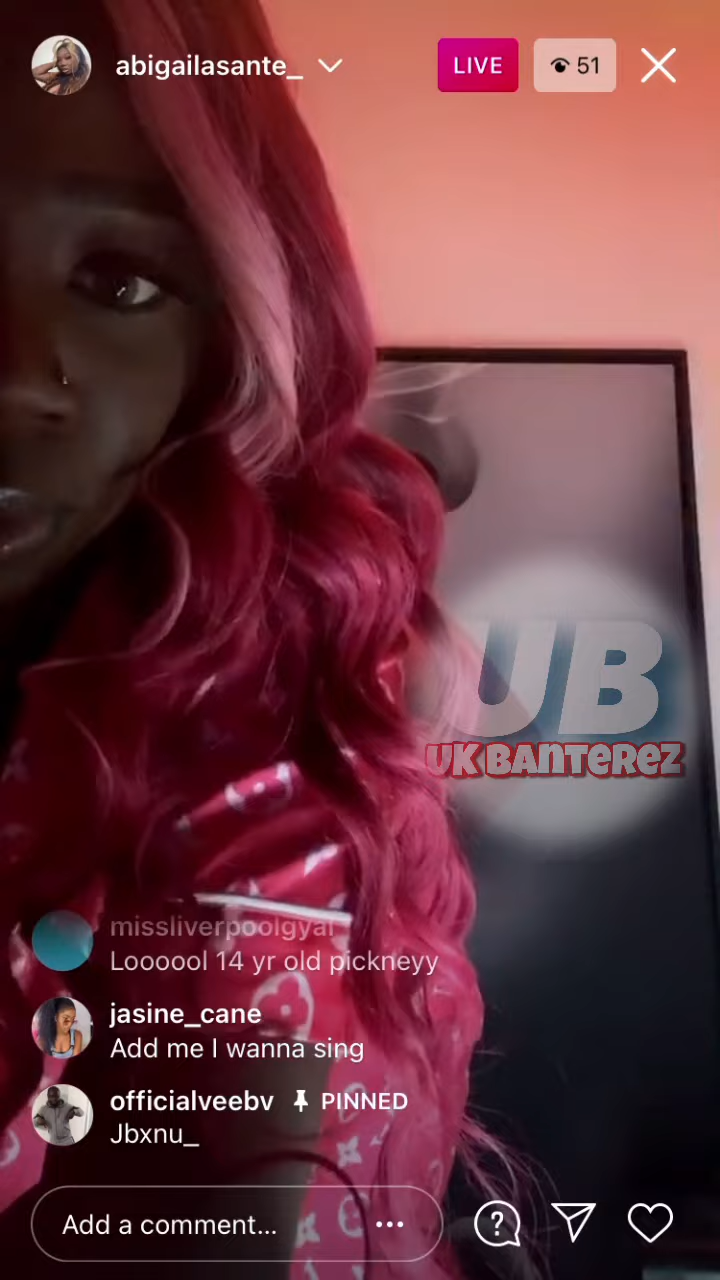 abigailasante_
LIVE
51
UB
UK BANTEREZ
missliverpoolgyal
Loooool 14 yr old pickneyy
jasine_cane
Add me I wanna sing
officialveebv PINNED
Jbxnu_
Add a comment...